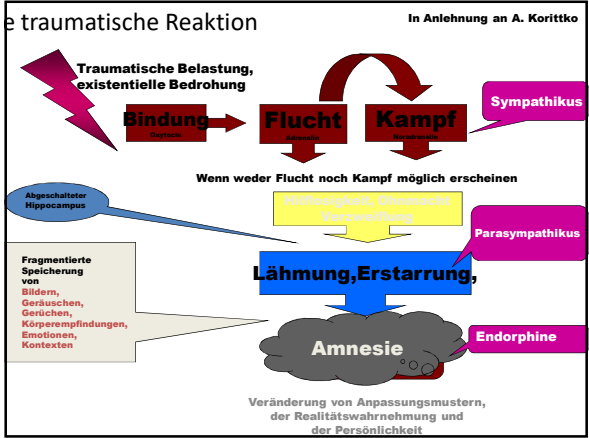 e traumatische Reaktion
In Anlehnung an A. Korittko
Traumatische Belastung,
existentielle Bedrohung
Bindung
Oxytocin
Flucht
Adrenalin
Kampf
Noradrenalin
Sympathikus
Wenn weder Flucht noch Kampf möglich erscheinen
Abgeschalteter
Hippocampus
Hilflosigkeit, Ohnmacht
Verzweiflung
Parasympathikus
Fragmentierte
Speicherung
von
Bildern,
Geräuschen,
Gerüchen,
Körperempfindungen,
Emotionen,
Kontexten
Lähmung,Erstarrung,
Amnesie
Endorphine
Veränderung von Anpassungsmustern,
der Realitätswahrnehmung und
der Persönlichkeit